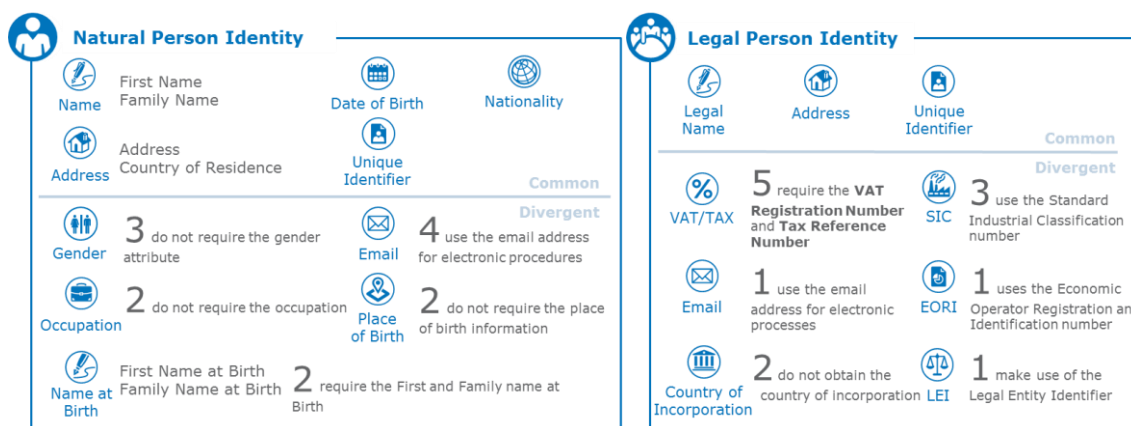 Natural Person Identity
Name
First Name
Family Name
Date of Birth
Nationality
Address
Address
Country of Residence
Unique
Identifier
Common
Divergent
Gender
3 do not require the gender
attribute
Email
4 use the email address
for electronic procedures
Occupation
2 do not require the occupation
Place
of Birth
2 do not require the place
of birth information
Name at
Birth
First Name at Birth
Family Name at Birth
2 require the First and Family name at
Birth
Legal Person Identity
Legal
Name
Address
Unique
Identifier
Common
Divergent
VAT/TAX
5 require the VAT
Registration Number
and Tax Reference
Number
SIC
3 use the Standard
Industrial Classification
number
Email
1 use the email
address for electronic
processes
EORI
1 uses the Economic
Operator Registration an
Identification number
Country of
Incorporation
2 do not obtain the
country of incorporation
LEI
1 make use of the
Legal Entity Identifier